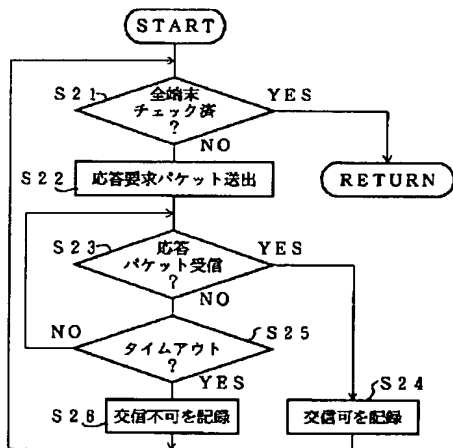 START
S21
全端末
チェック済
?
YES
NO
S22
応答要求パケット送出
RETURN
S23
応答
パケット受信
?
YES
NO
NO
S25
タイムアウト
?
YES
S24
S26
交信不可を記録
交信可を記録